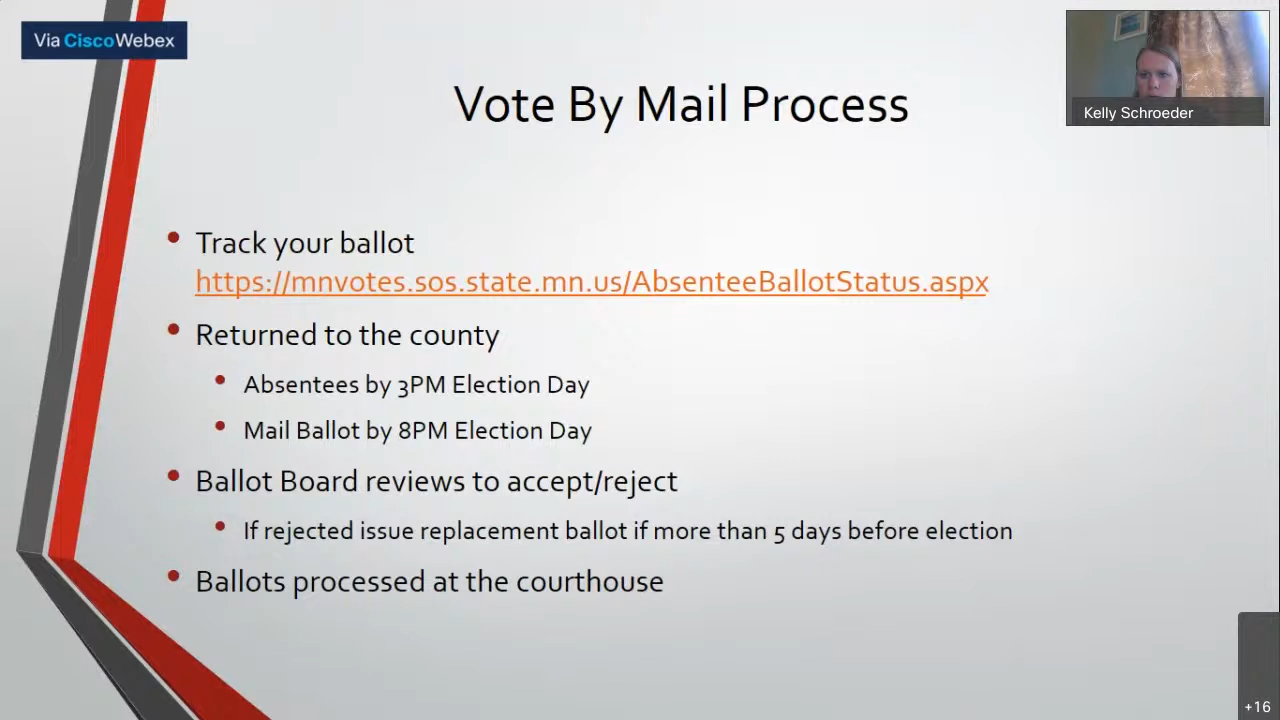 Via Cisco Webex
Vote By Mail Process
Kelly Schroeder
Track your ballot
https://mnvotes.sos.state.mn.us/AbsenteeBallotStatus.aspx
Returned to the county
Absentees by 3PM Election Day
Mail Ballot by 8PM Election Day
Ballot Board reviews to accept/reject
If rejected issue replacement ballot if more than 5 days before election
Ballots processed at the courthouse
+16